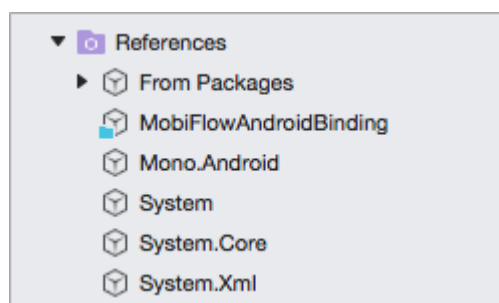 References
From Packages
MobiFlowAndroidBinding
Mono.Android
System
System.Core
System.Xml